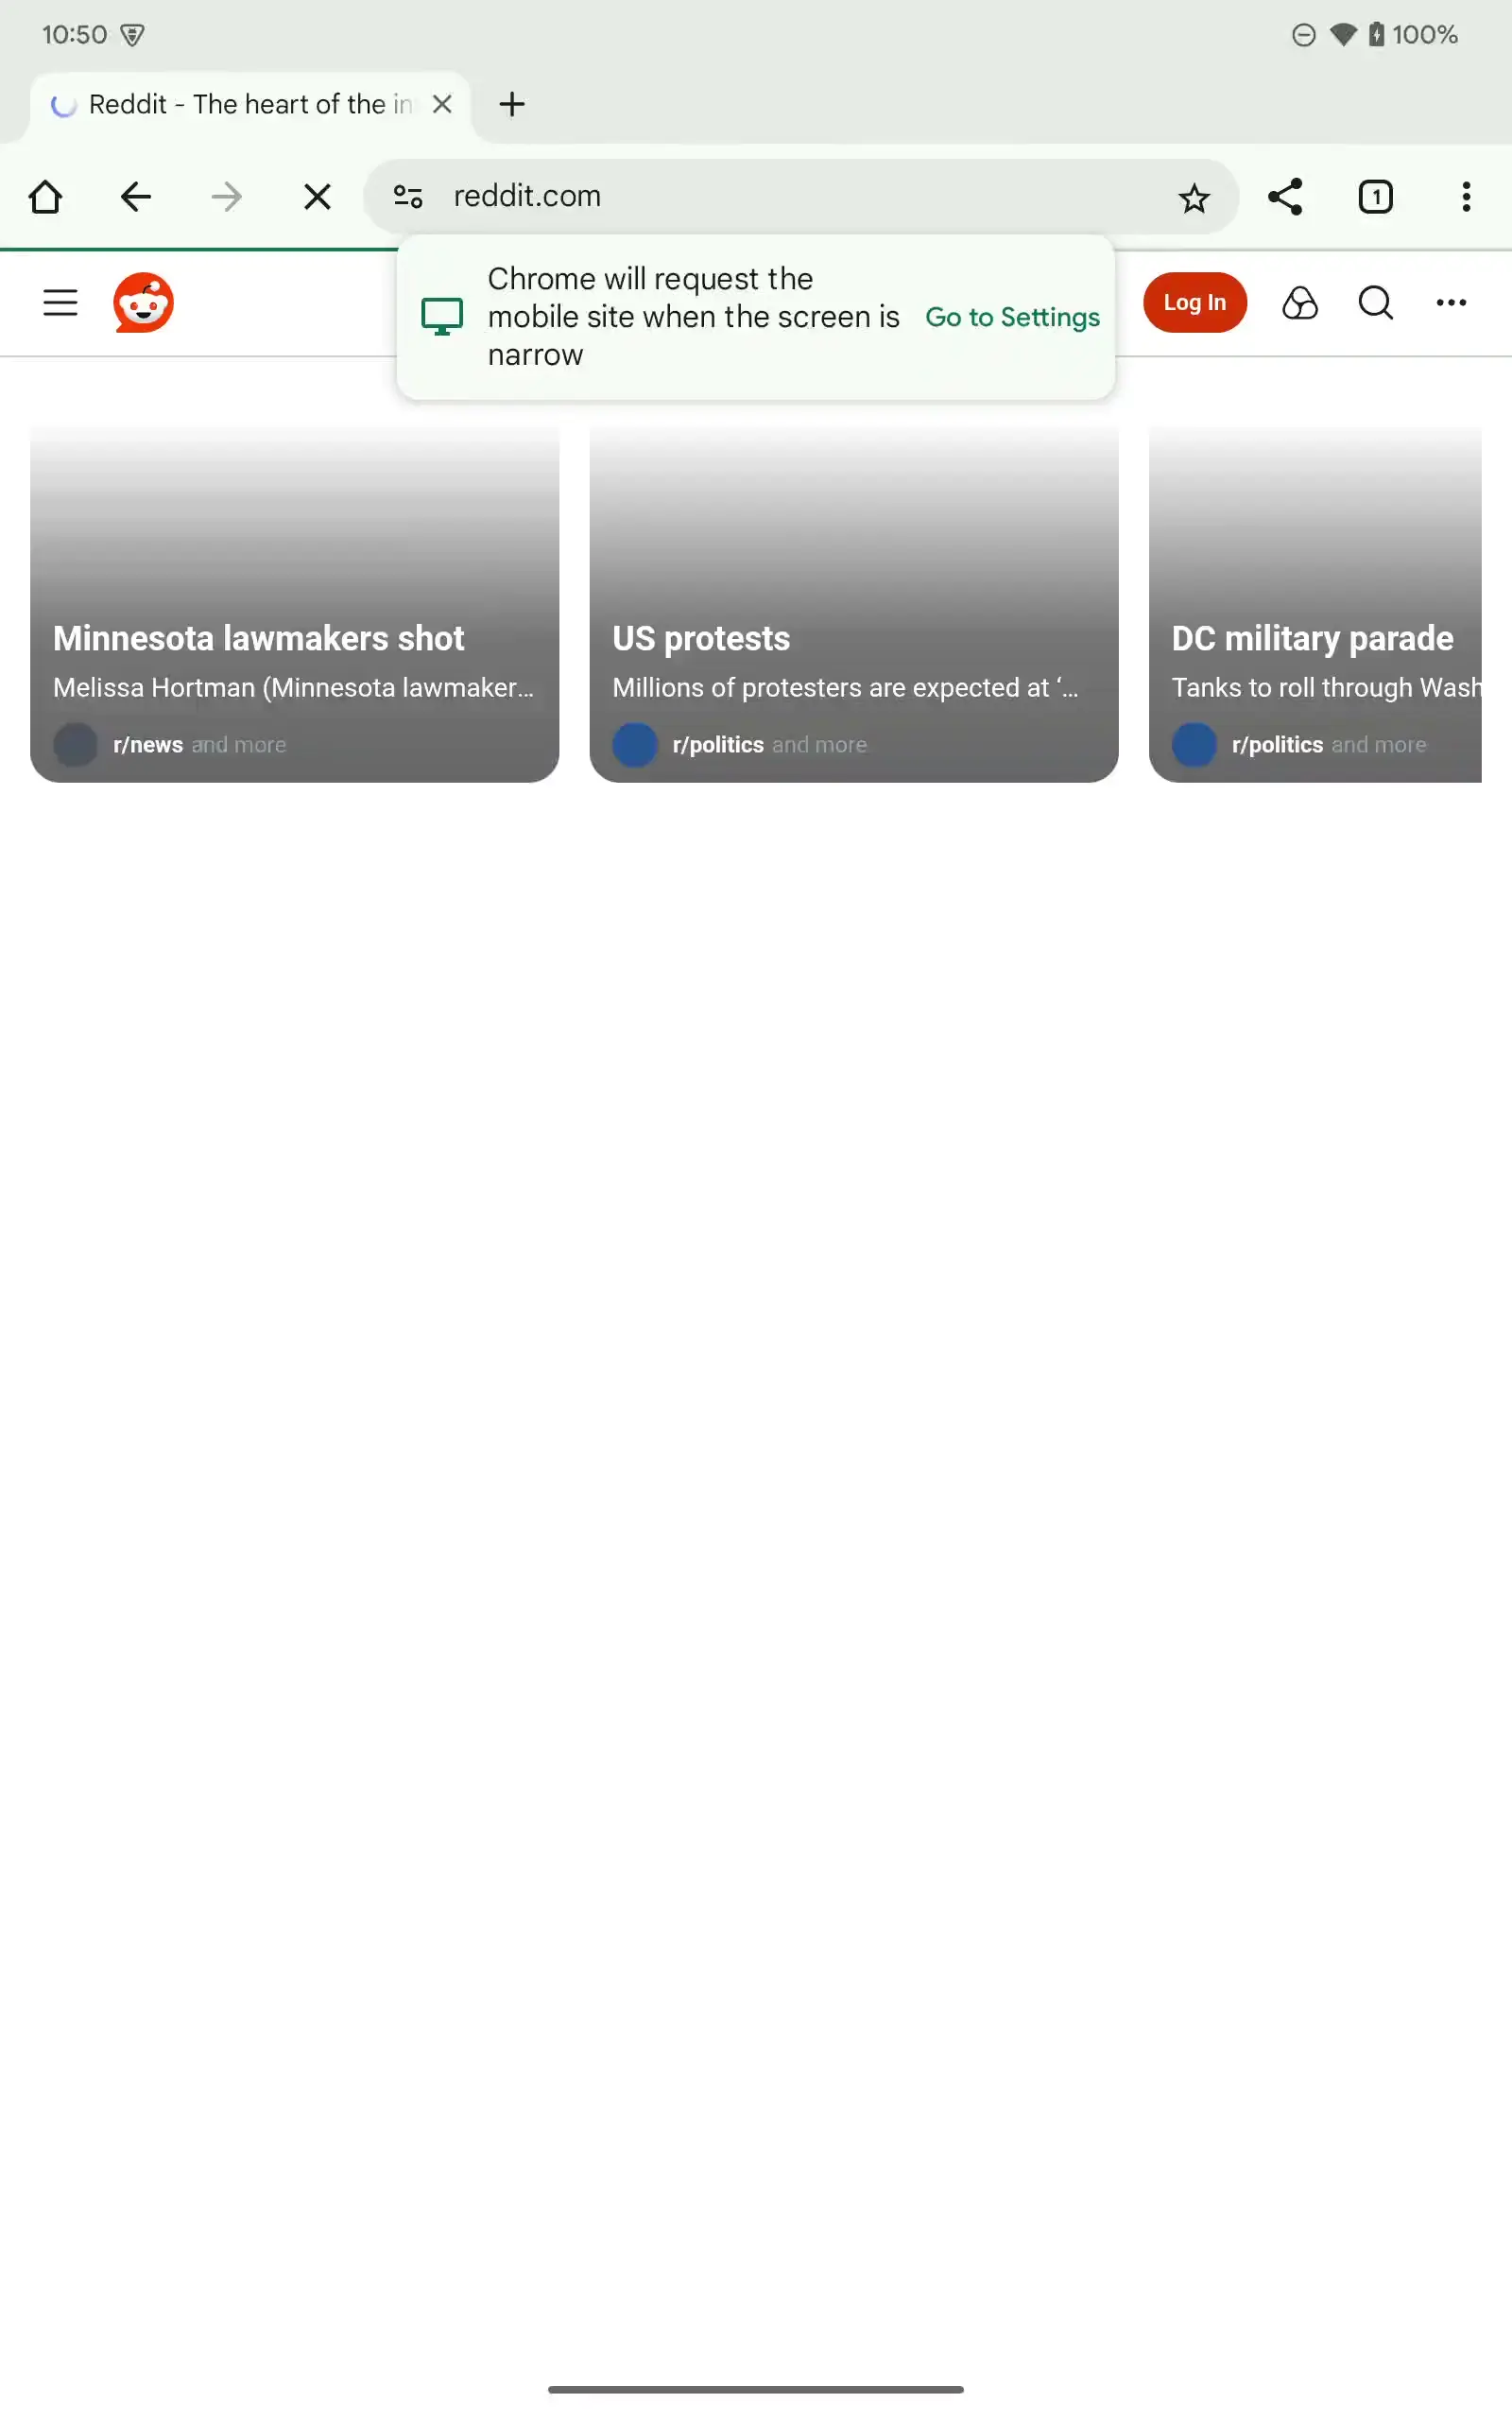 10:50
100%
Reddit - The heart of the in
reddit.com
1
Chrome will request the
mobile site when the screen is
narrow
Go to Settings
Log In
Minnesota lawmakers shot
Melissa Hortman (Minnesota lawmaker...
r/news and more
US protests
Millions of protesters are expected at ‘...
r/politics and more
DC military parade
Tanks to roll through Wash
r/politics and more